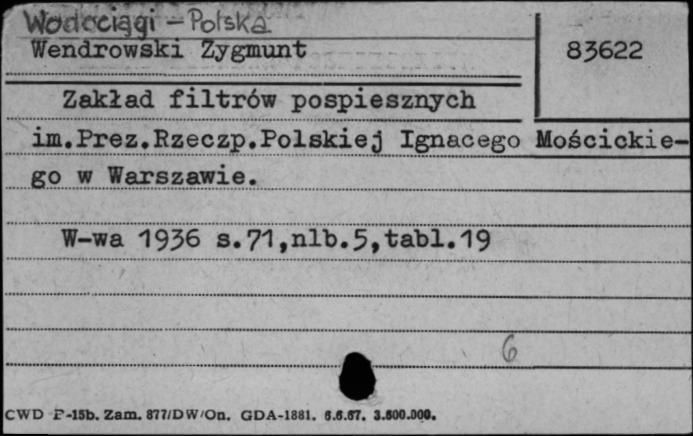 Wodociągi - Polska
Wendrowski Zygmunt
83622
Zakład filtrów pospiesznych
im.Prez.Rzeczp.Polskiej Ignacego Mościckie-
go w Warszawie.
W-wa 1936 s.71,nlb.5,tabl.19
6
CWD P-15b. Zam. 877/DW/On. GDA-1881. 6.6.67. 3.600.000.